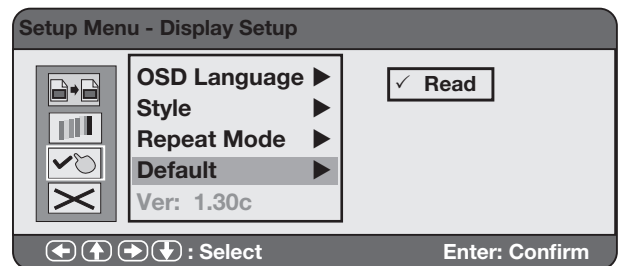 Setup Menu - Display Setup
OSD Language ▶
Style ▶
Repeat Mode ▶
Default ▶
Ver: 1.30c
✓ Read
: Select
Enter: Confirm